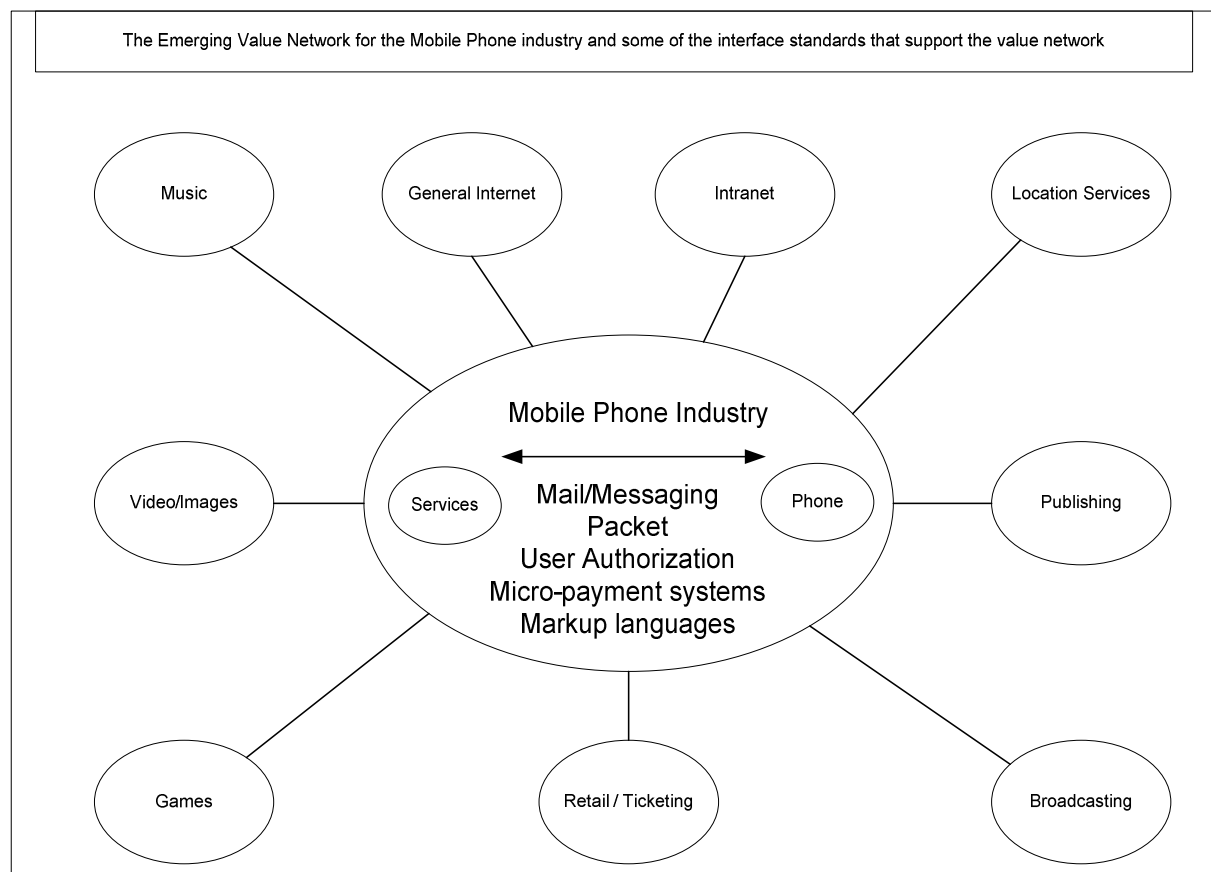 The Emerging Value Network for the Mobile Phone industry and some of the interface standards that support the value network
Music
General Internet
Intranet
Location Services
Mobile Phone Industry
Video/Images
Services
Mail/Messaging
Packet
User Authorization
Micro-payment systems
Markup languages
Phone
Publishing
Games
Retail / Ticketing
Broadcasting